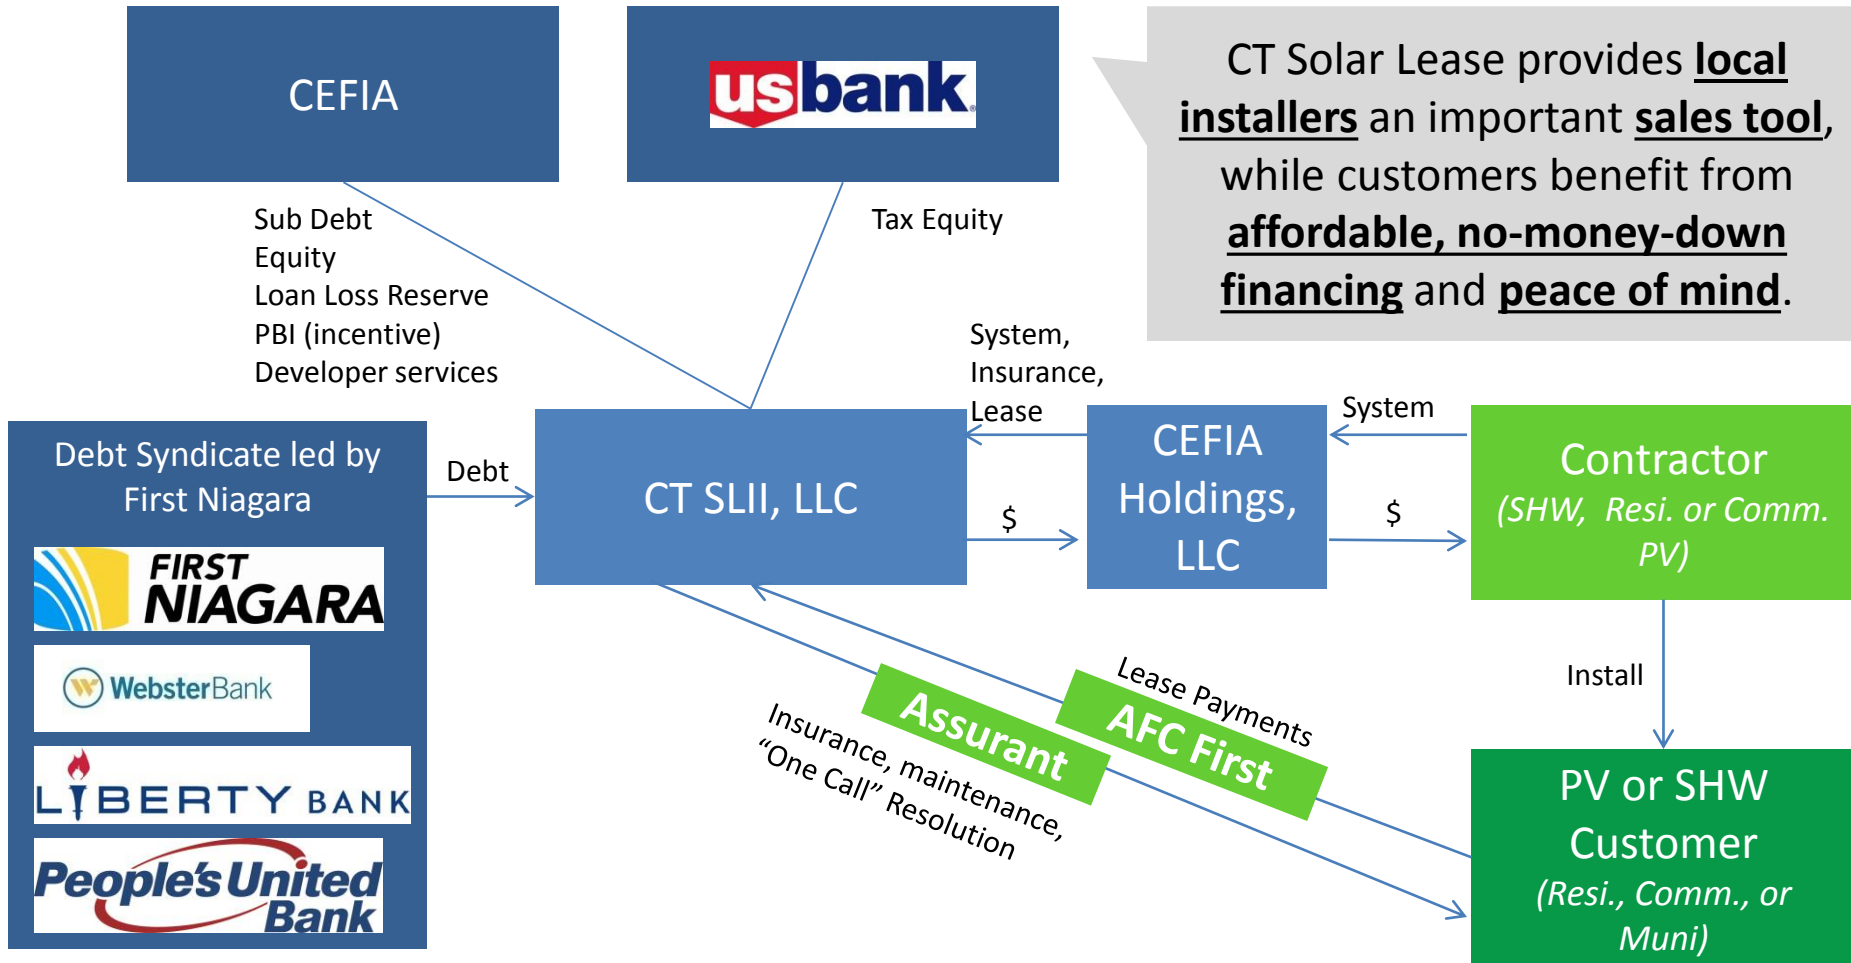 CEFIA
usbank
CT Solar Lease provides local
installers an important sales tool,
while customers benefit from
affordable, no-money-down
financing and peace of mind.
Sub Debt
Equity
Loan Loss Reserve
PBI (incentive)
Developer services
Tax Equity
System,
Insurance,
Lease
System
Debt Syndicate led by
First Niagara
FIRST
NIAGARA
WebsterBank
LIBERTY BANK
People's United
Bank
Debt
CT SLII, LLC
$
CEFIA
Holdings,
LLC
$
Contractor
(SHW, Resi. or Comm.
PV)
Install
Lease Payments
AFC First
Assurant
Insurance, maintenance,
“One Call” Resolution
PV or SHW
Customer
(Resi., Comm., or
Muni)